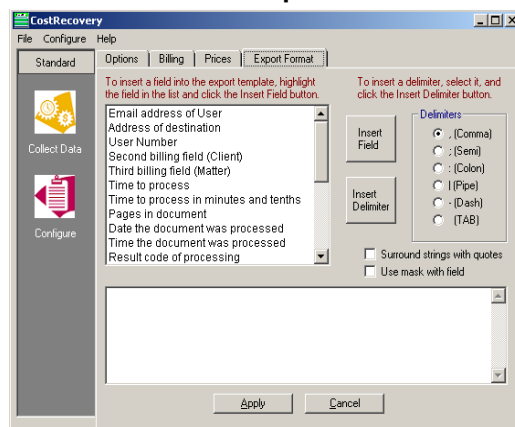 CostRecovery
File Configure Help
Standard
Collect Data
Configure
Options Billing Prices Export Format
To insert a field into the export template, highlight
the field in the list and click the Insert Field button.
Email address of User
Address of destination
User Number
Second billing field (Client)
Third billing field (Matter)
Time to process
Time to process in minutes and tenths
Pages in document
Date the document was processed
Time the document was processed
Result code of processing
To insert a delimiter, select it, and
click the Insert Delimiter button.
Insert
Field
Insert
Delimiter
Delimiters
, (Comma)
; (Semi)
: (Colon)
| (Pipe)
- (Dash)
(TAB)
Surround strings with quotes
Use mask with field
Apply Cancel